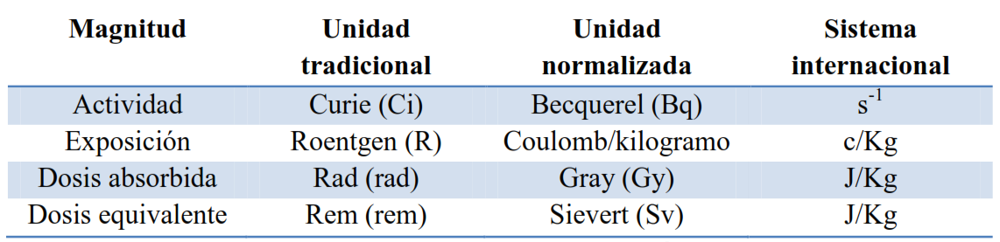 Magnitud Unidad tradicional Unidad normalizada Sistema internacional
Actividad Curie (Ci) Becquerel (Bq) s-1
Exposición Roentgen (R) Coulomb/kilogramo c/Kg
Dosis absorbida Rad (rad) Gray (Gy) J/Kg
Dosis equivalente Rem (rem) Sievert (Sv) J/Kg